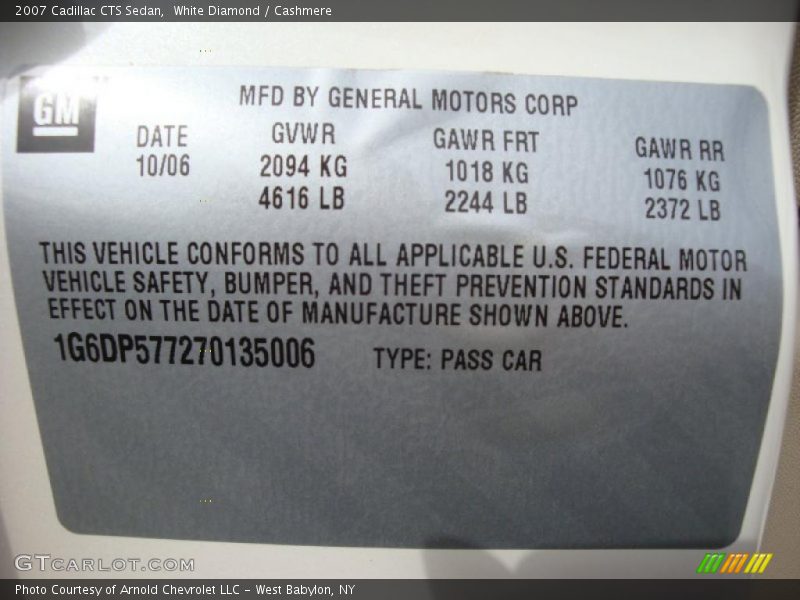 2007 Cadillac CTS Sedan, White Diamond / Cashmere
GM
MFD BY GENERAL MOTORS CORP
DATE GVWR GAWR FRT GAWR RR
10/06 2094 KG 1018 KG 1076 KG
4616 LB 2244 LB 2372 LB
THIS VEHICLE CONFORMS TO ALL APPLICABLE U.S. FEDERAL MOTOR
VEHICLE SAFETY, BUMPER, AND THEFT PREVENTION STANDARDS IN
EFFECT ON THE DATE OF MANUFACTURE SHOWN ABOVE.
1G6DP577270135006 TYPE: PASS CAR
GTCARLOT.COM
Photo Courtesy of Arnold Chevrolet LLC - West Babylon, NY